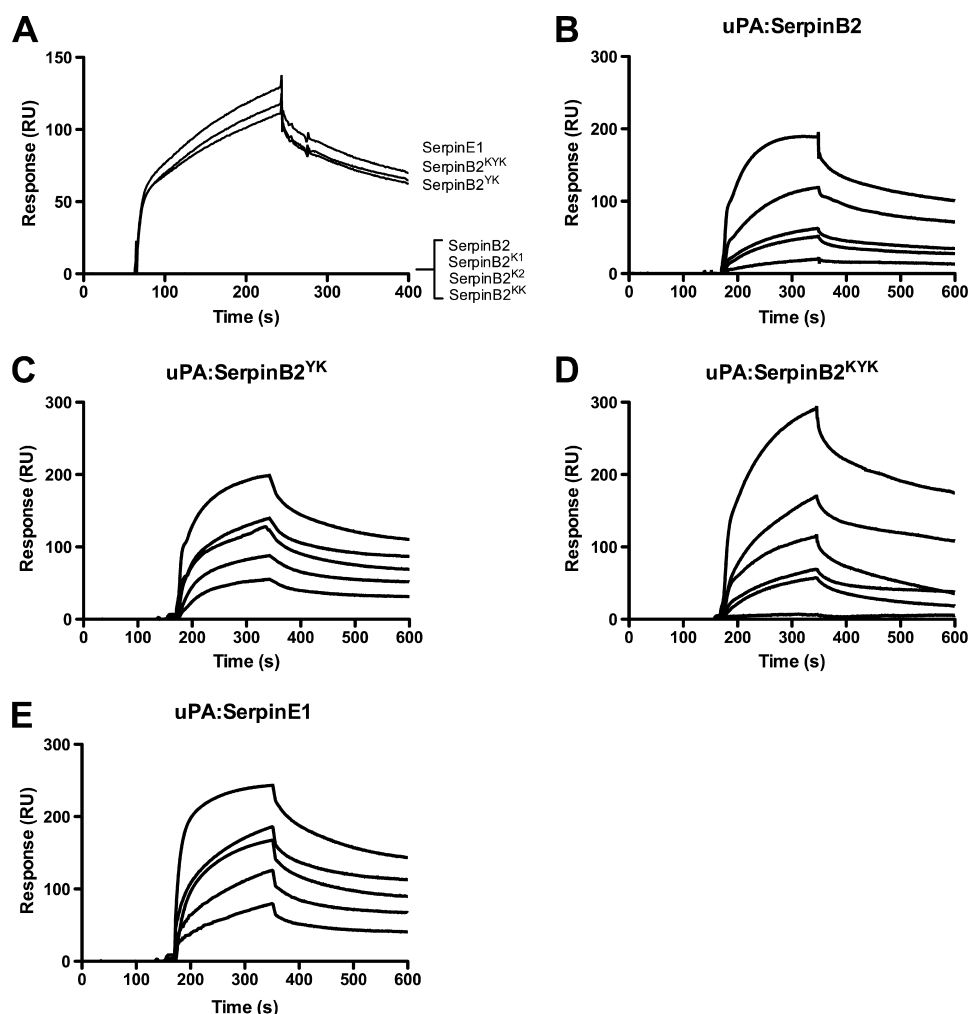 A
150
100
50
0
Response (RU)
0 100 200 300 400
Time (s)
SerpinE1
SerpinB2KYK
SerpinB2YK
SerpinB2
SerpinB2K1
SerpinB2K2
SerpinB2KK
B
uPA:SerpinB2
300
200
100
0
Response (RU)
0 100 200 300 400 500 600
Time (s)
C
uPA:SerpinB2YK
300
200
100
0
Response (RU)
0 100 200 300 400 500 600
Time (s)
D
uPA:SerpinB2KYK
300
200
100
0
Response (RU)
0 100 200 300 400 500 600
Time (s)
E
uPA:SerpinE1
300
200
100
0
Response (RU)
0 100 200 300 400 500 600
Time (s)